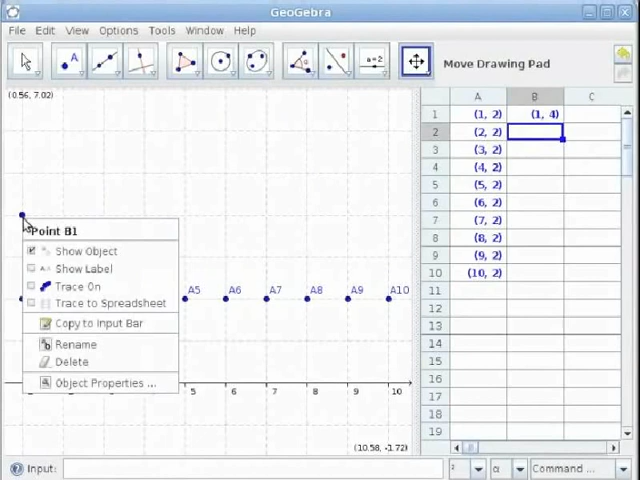 GeoGebra
File Edit View Options Tools Window Help
A
a=2
Move Drawing Pad
(0.56, 7.02)
A B C
1 (1, 2) (1, 4)
2 (2, 2)
3 (3, 2)
4 (4, 2)
5 (5, 2)
6 (6, 2)
7 (7, 2)
8 (8, 2)
9 (9, 2)
10 (10, 2)
11
12
13
14
15
16
17
18
19
Point B1
Show Object
Show Label
Trace On
Trace to Spreadsheet
Copy to Input Bar
Rename
Delete
Object Properties ...
A5 A6 A7 A8 A9 A10
5 6 7 8 9 10
(10.58, -1.72)
Input:
² α Command ...